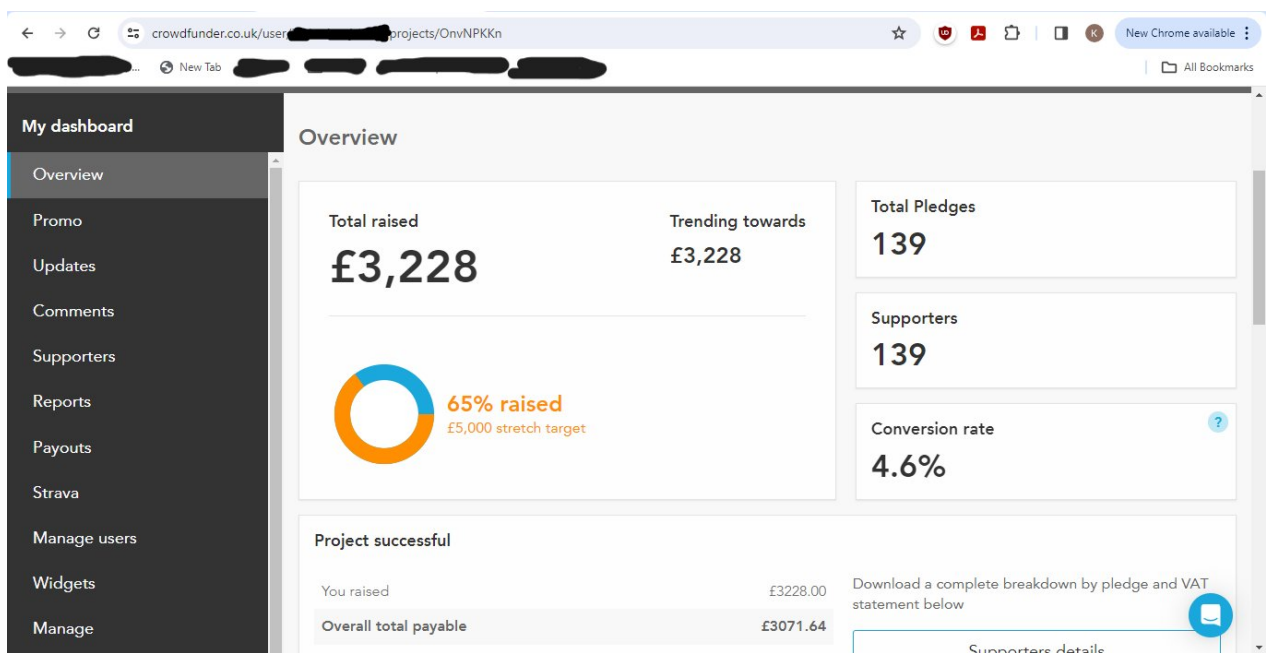 crowdfunder.co.uk/user projects/OnvNPKKn
New Chrome available
... New Tab
All Bookmarks
My dashboard
Overview
Promo
Updates
Comments
Supporters
Reports
Payouts
Strava
Manage users
Widgets
Manage
Overview
Total raised
£3,228
Trending towards
£3,228
65% raised
£5,000 stretch target
Total Pledges
139
Supporters
139
Conversion rate
?
4.6%
Project successful
You raised £3228.00
Overall total payable £3071.64
Download a complete breakdown by pledge and VAT
statement below
Supporters details